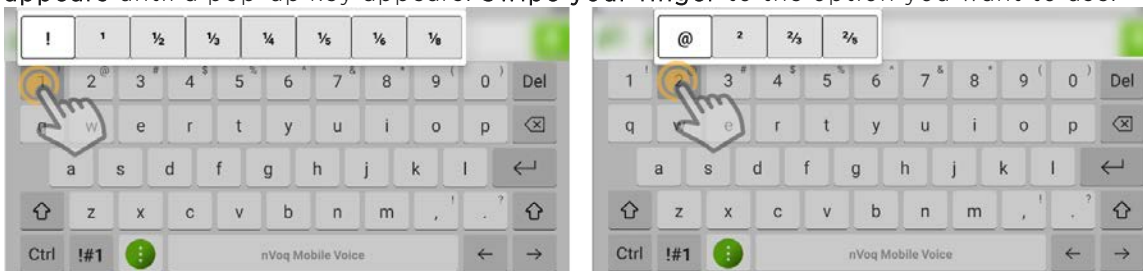 appears until a pop-up key appears. Stripe your finger to the option you want to use.
! ¹ ½ ⅓ ¼ ⅕ ⅙ ⅛
1 2 @ 3 # 4 $ 5 % 6 ^ 7 & 8 * 9 ( 0 ) Del
w e r t y u i o p
a s d f g h j k l
z x c v b n m , ! . ?
Ctrl !#1 nVoq Mobile Voice ← →
@ ² ⅔ ⅖
1 ! 2 3 # 4 $ 5 % 6 ^ 7 & 8 * 9 ( 0 ) Del
q w e r t y u i o p
a s d f g h j k l
z x c v b n m , ! . ?
Ctrl !#1 nVoq Mobile Voice ← →